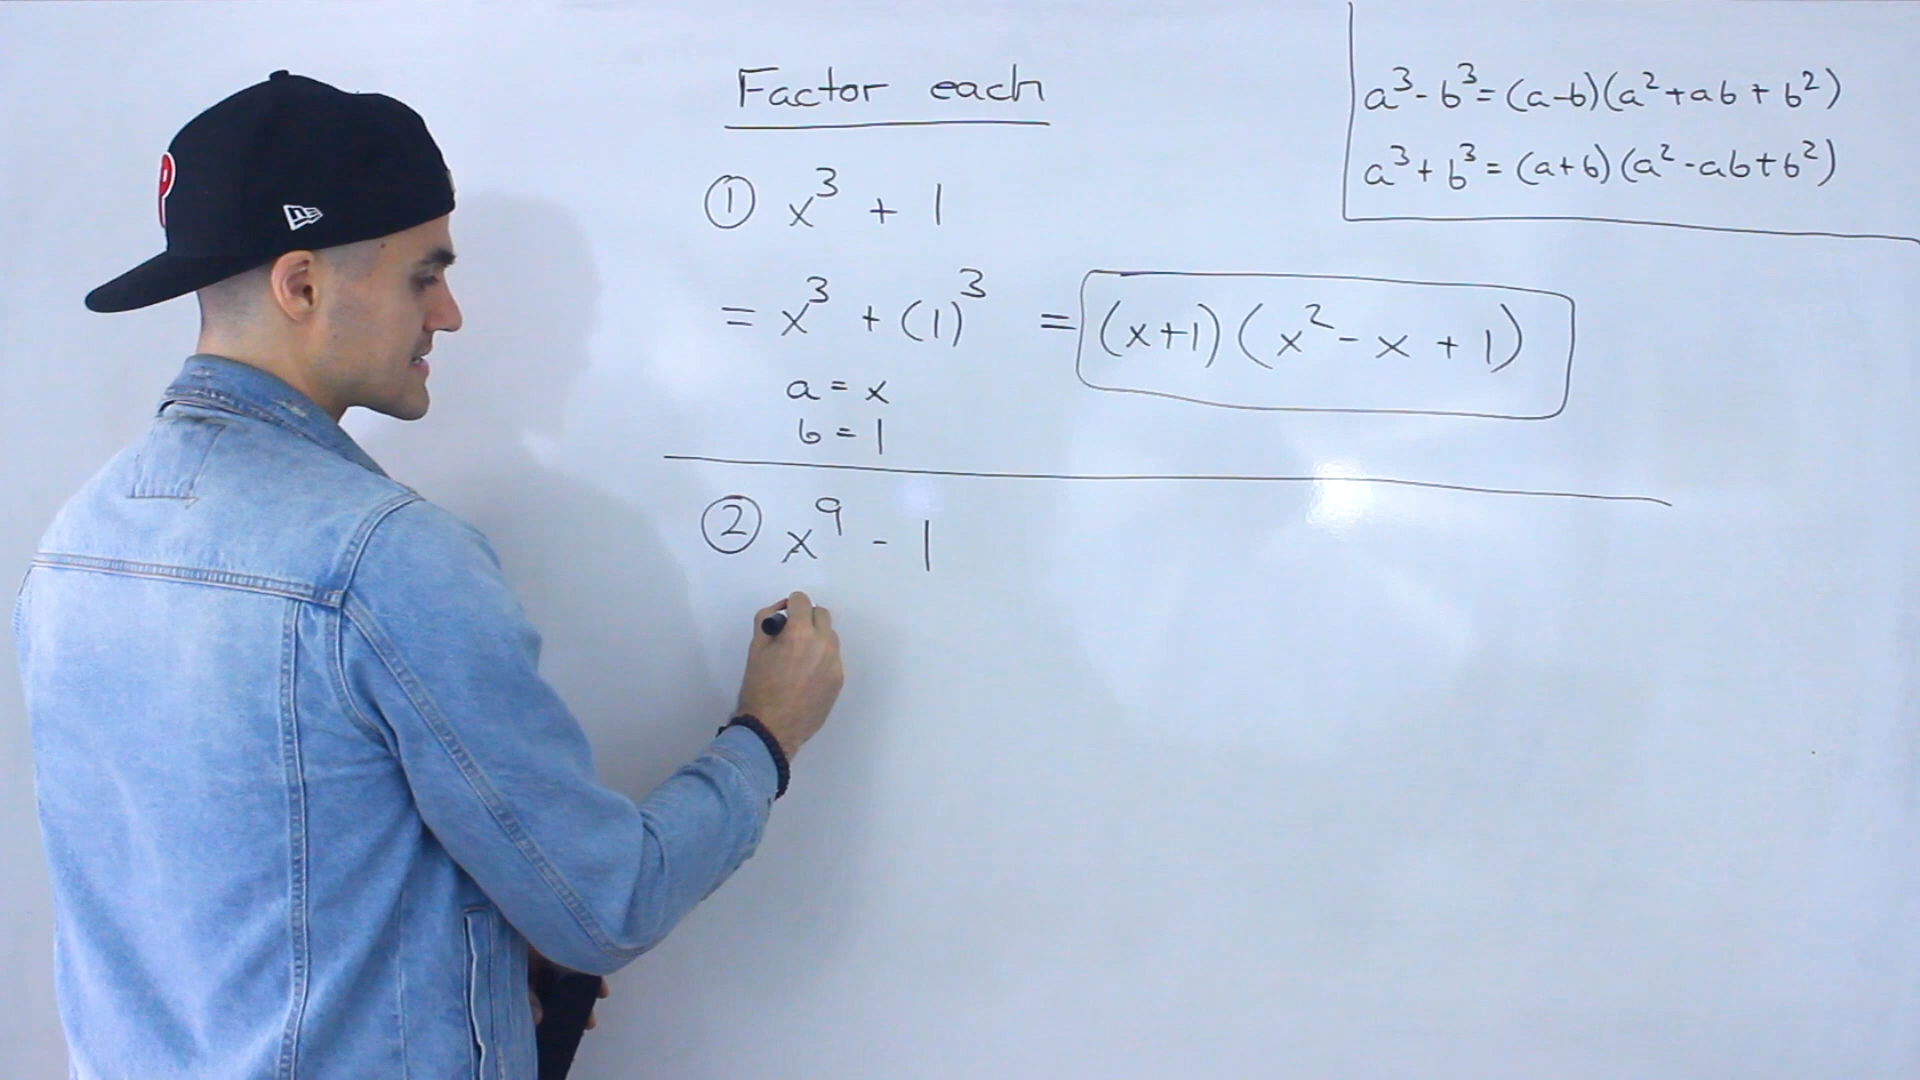 Factor each
a³-b³=(a-b)(a²+ab+b²)
a³+b³=(a+b)(a²-ab+b²)
① x³ + 1
= x³ + (1)³ = (x+1)(x²-x+1)
a = x
b = 1
② x⁹ - 1
P
NE